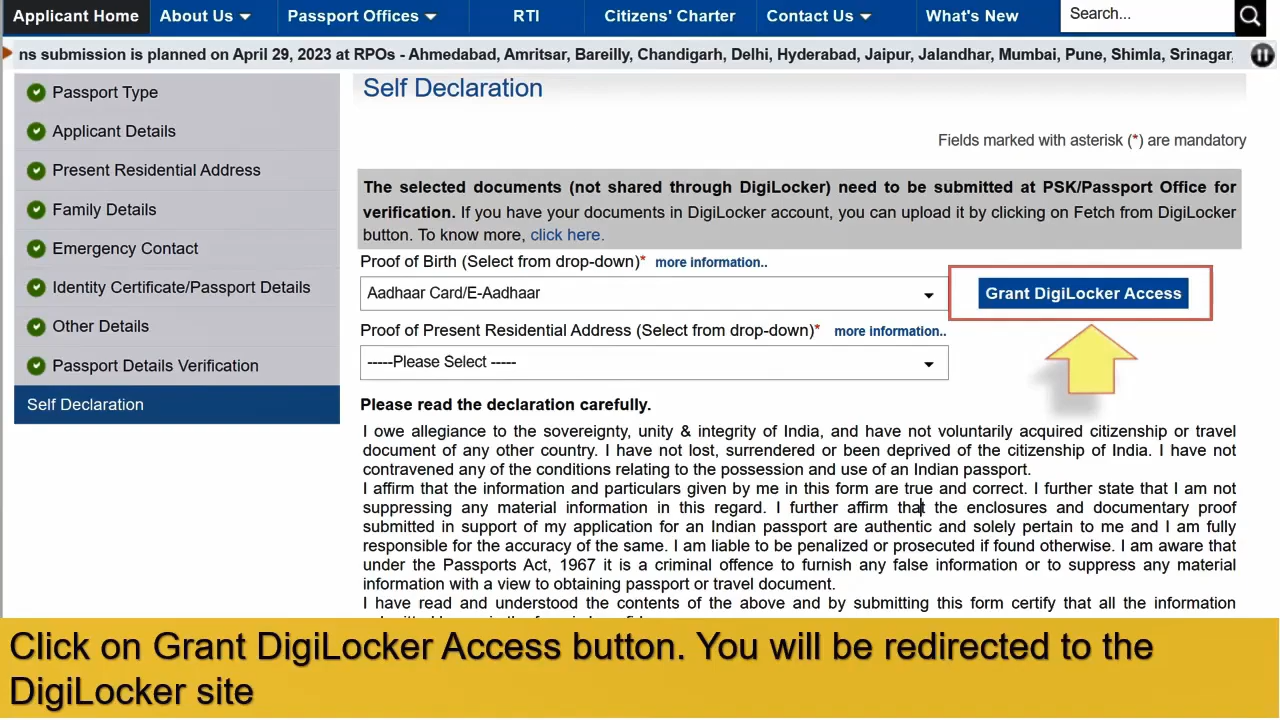 Applicant Home About Us Passport Offices RTI Citizens' Charter Contact Us What's New Search...
ns submission is planned on April 29, 2023 at RPOs - Ahmedabad, Amritsar, Bareilly, Chandigarh, Delhi, Hyderabad, Jaipur, Jalandhar, Mumbai, Pune, Shimla, Srinagar,
Passport Type
Applicant Details
Present Residential Address
Family Details
Emergency Contact
Identity Certificate/Passport Details
Other Details
Passport Details Verification
Self Declaration
Self Declaration
Fields marked with asterisk (*) are mandatory
The selected documents (not shared through DigiLocker) need to be submitted at PSK/Passport Office for
verification. If you have your documents in DigiLocker account, you can upload it by clicking on Fetch from DigiLocker
button. To know more, click here.
Proof of Birth (Select from drop-down)* more information..
Aadhaar Card/E-Aadhaar
Grant DigiLocker Access
Proof of Present Residential Address (Select from drop-down)* more information..
-----Please Select -----
Please read the declaration carefully.
I owe allegiance to the sovereignty, unity & integrity of India, and have not voluntarily acquired citizenship or travel
document of any other country. I have not lost, surrendered or been deprived of the citizenship of India. I have not
contravened any of the conditions relating to the possession and use of an Indian passport.
I affirm that the information and particulars given by me in this form are true and correct. I further state that I am not
suppressing any material information in this regard. I further affirm that the enclosures and documentary proof
submitted in support of my application for an Indian passport are authentic and solely pertain to me and I am fully
responsible for the accuracy of the same. I am liable to be penalized or prosecuted if found otherwise. I am aware that
under the Passports Act, 1967 it is a criminal offence to furnish any false information or to suppress any material
information with a view to obtaining passport or travel document.
I have read and understood the contents of the above and by submitting this form certify that all the information
Click on Grant DigiLocker Access button. You will be redirected to the
DigiLocker site